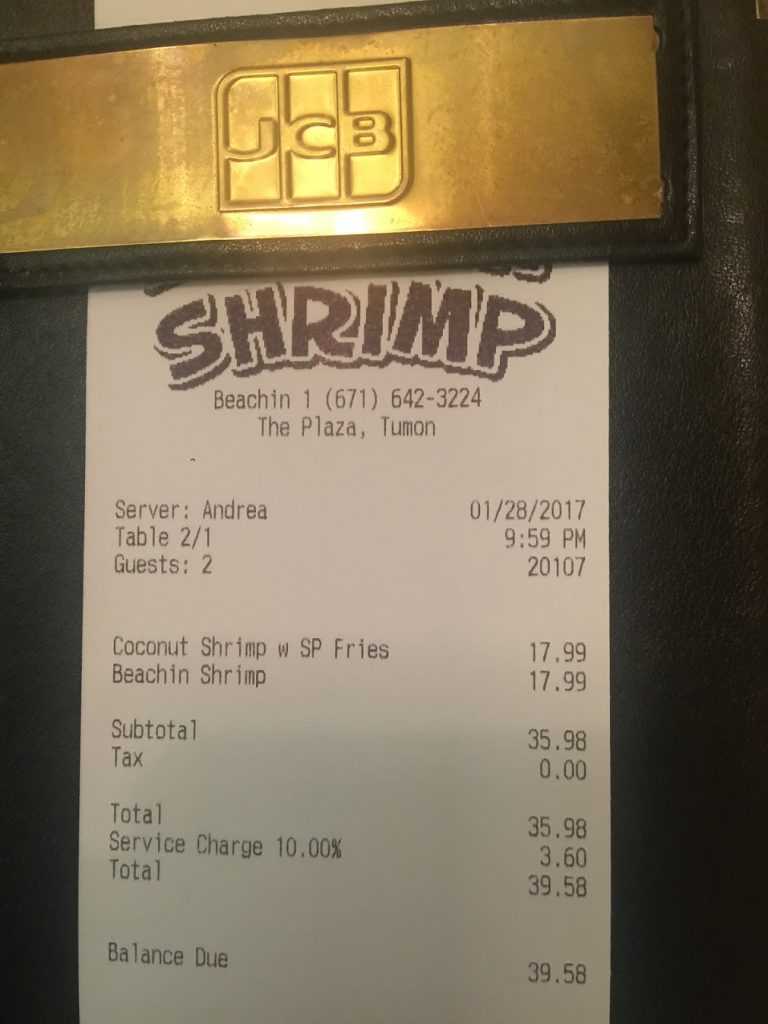 JCB
SHRIMP
Beachin 1 (671) 642-3224
The Plaza, Tumon
Server: Andrea 01/28/2017
Table 2/1 9:59 PM
Guests: 2 20107
Coconut Shrimp w SP Fries 17.99
Beachin Shrimp 17.99
Subtotal 35.98
Tax 0.00
Total 35.98
Service Charge 10.00% 3.60
Total 39.58
Balance Due 39.58